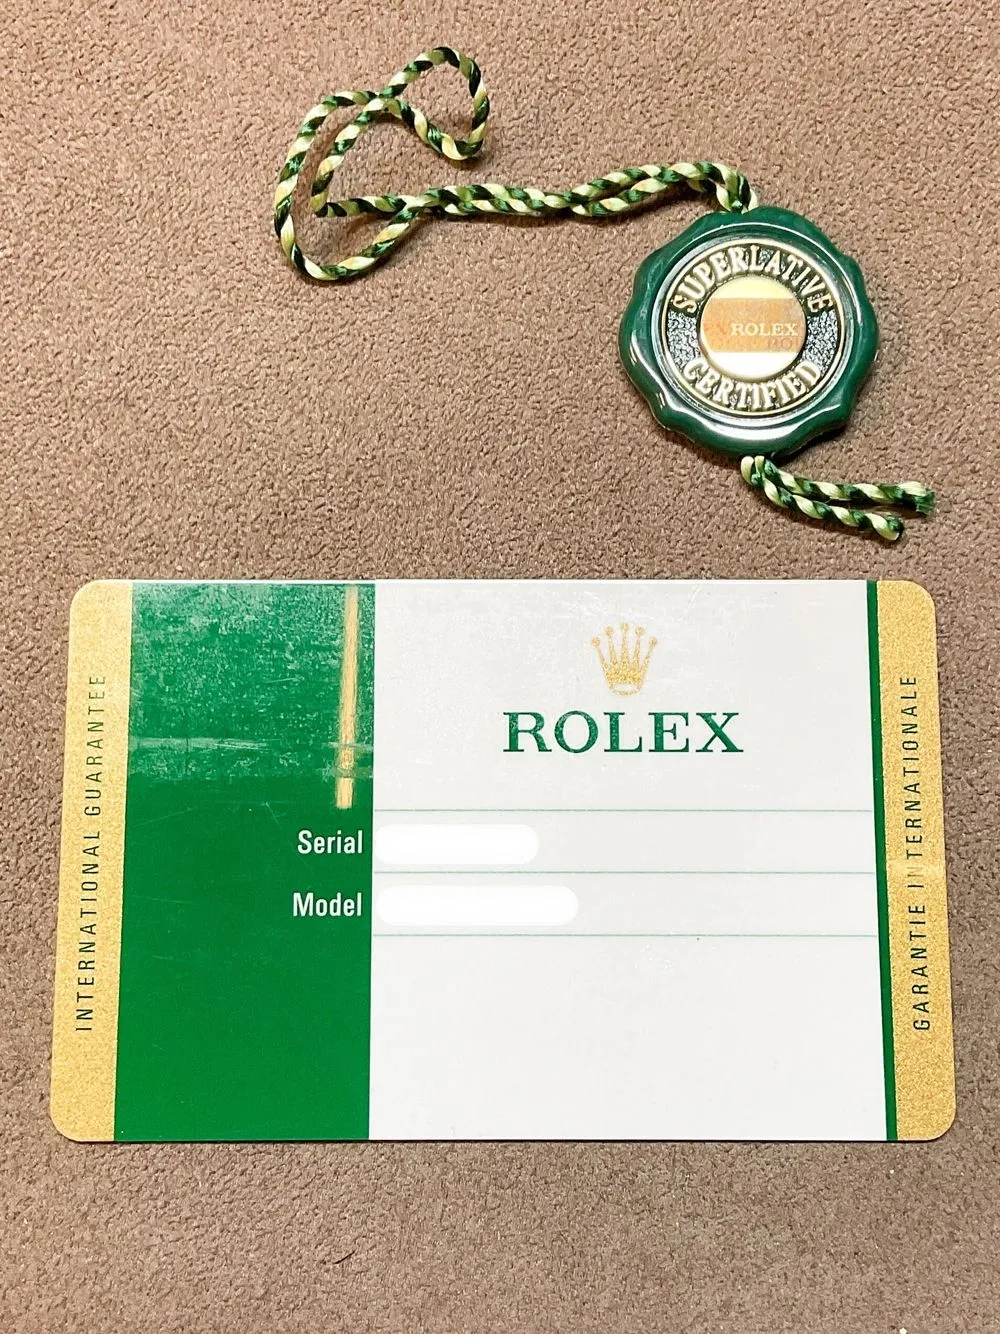 SUPERLATIVE
ROLEX
CERTIFIED
INTERNATIONAL GUARANTEE
ROLEX
Serial
Model
GARANTIE INTERNATIONALE